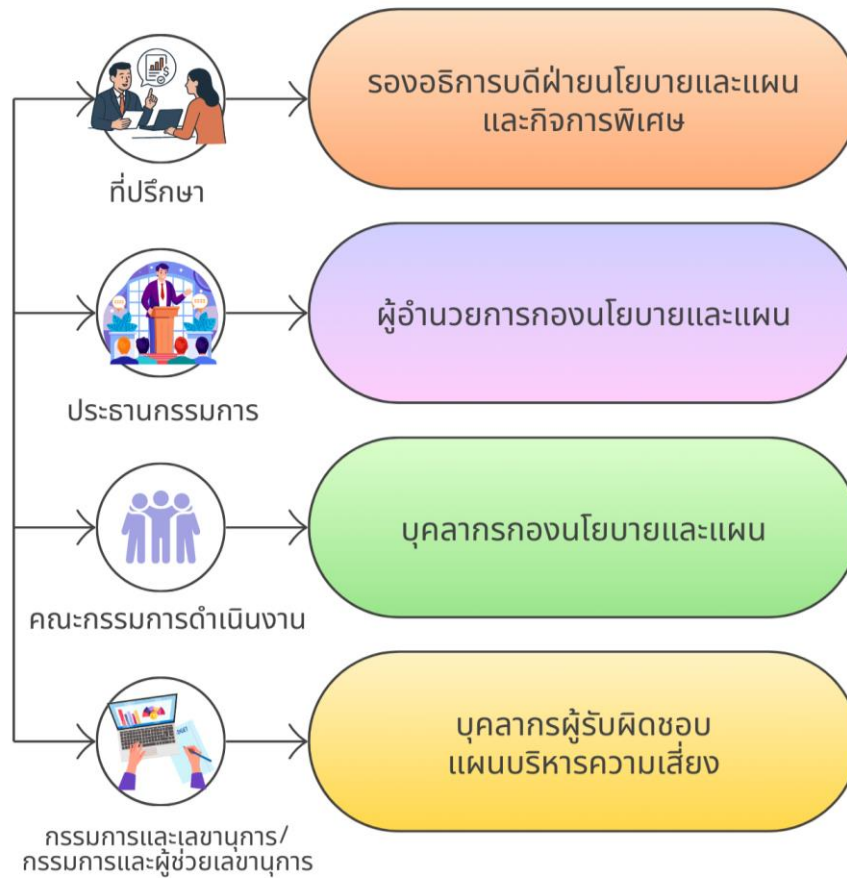 รองอธิการบดีฝ่ายนโยบายและแผน
และกิจการพิเศษ
ที่ปรึกษา
ผู้อำนวยการกองนโยบายและแผน
ประธานกรรมการ
บุคลากรกองนโยบายและแผน
คณะกรรมการดำเนินงาน
บุคลากรผู้รับผิดชอบ
แผนบริหารความเสี่ยง
กรรมการและเลขานุการ/
กรรมการและผู้ช่วยเลขานุการ